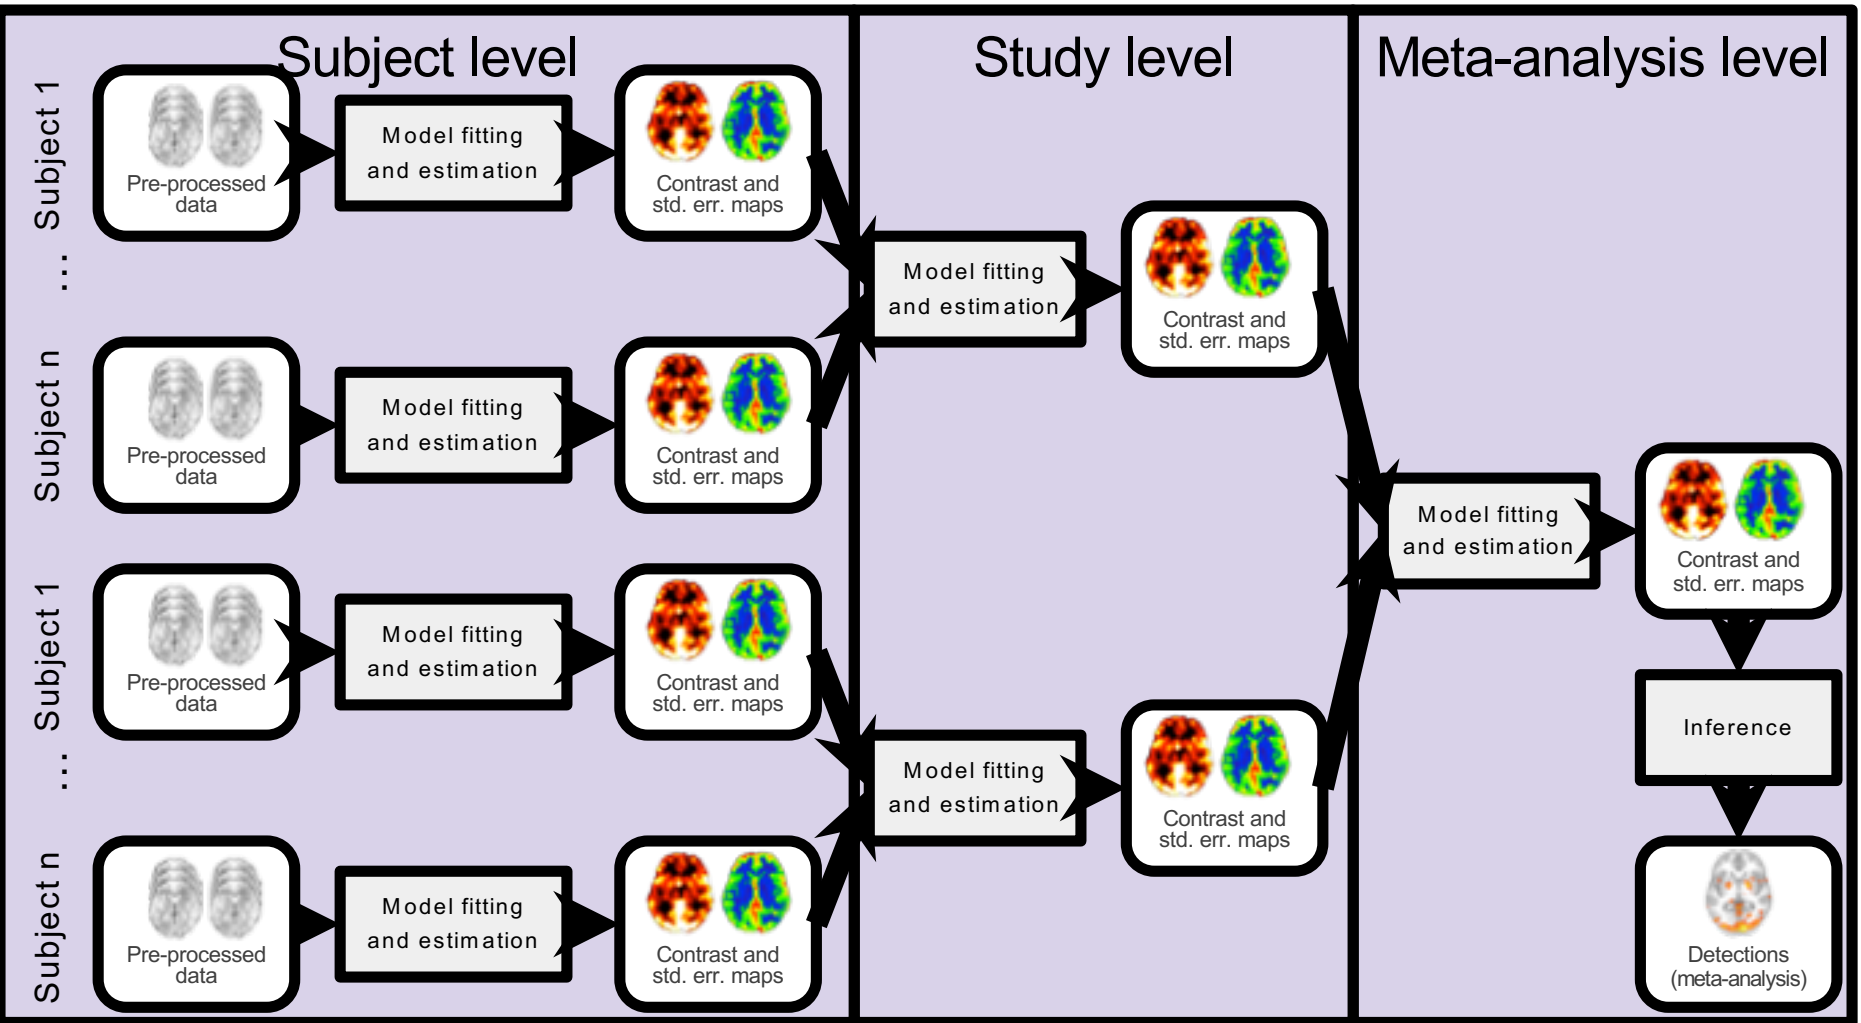 Subject level
Study level
Meta-analysis level
Subject 1
Pre-processed
data
Model fitting
and estimation
Contrast and
std. err. maps
...
Model fitting
and estimation
Contrast and
std. err. maps
Subject n
Pre-processed
data
Model fitting
and estimation
Contrast and
std. err. maps
Model fitting
and estimation
Contrast and
std. err. maps
Subject 1
Pre-processed
data
Model fitting
and estimation
Contrast and
std. err. maps
Inference
...
Model fitting
and estimation
Contrast and
std. err. maps
Subject n
Pre-processed
data
Model fitting
and estimation
Contrast and
std. err. maps
Detections
(meta-analysis)